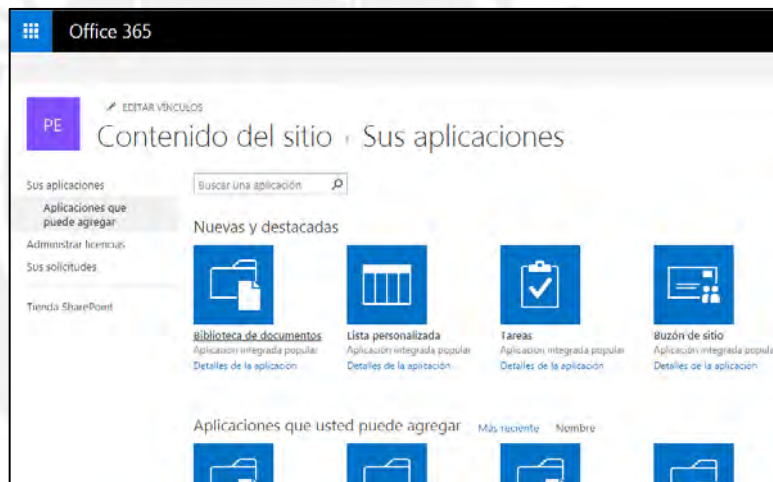 Office 365
EDITAR VÍNCULOS
PE
Contenido del sitio › Sus aplicaciones
Sus aplicaciones
Aplicaciones que
puede agregar
Administrar licencias
Sus solicitudes
Tienda SharePoint
Buscar una aplicación
Nuevas y destacadas
Biblioteca de documentos
Aplicación integrada popular
Detalles de la aplicación
Lista personalizada
Aplicación integrada popular
Detalles de la aplicación
Tareas
Aplicación integrada popular
Detalles de la aplicación
Buzón de sitio
Aplicación integrada popula
Detalles de la aplicación
Aplicaciones que usted puede agregar
Más reciente Nombre